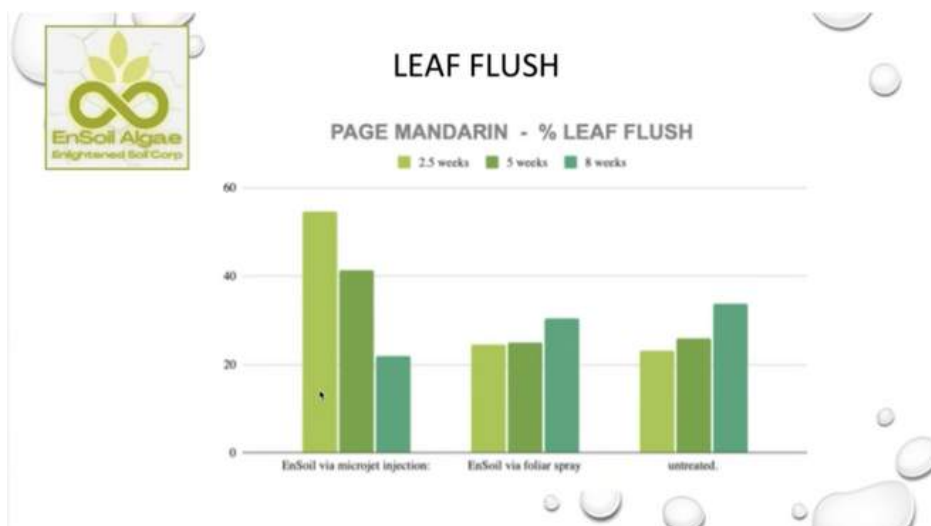 EnSoil Algae
Enlightened Soil Corp
LEAF FLUSH
PAGE MANDARIN - % LEAF FLUSH
2.5 weeks 5 weeks 8 weeks
60
40
20
0
EnSoil via microjet injection: EnSoil via foliar spray untreated.